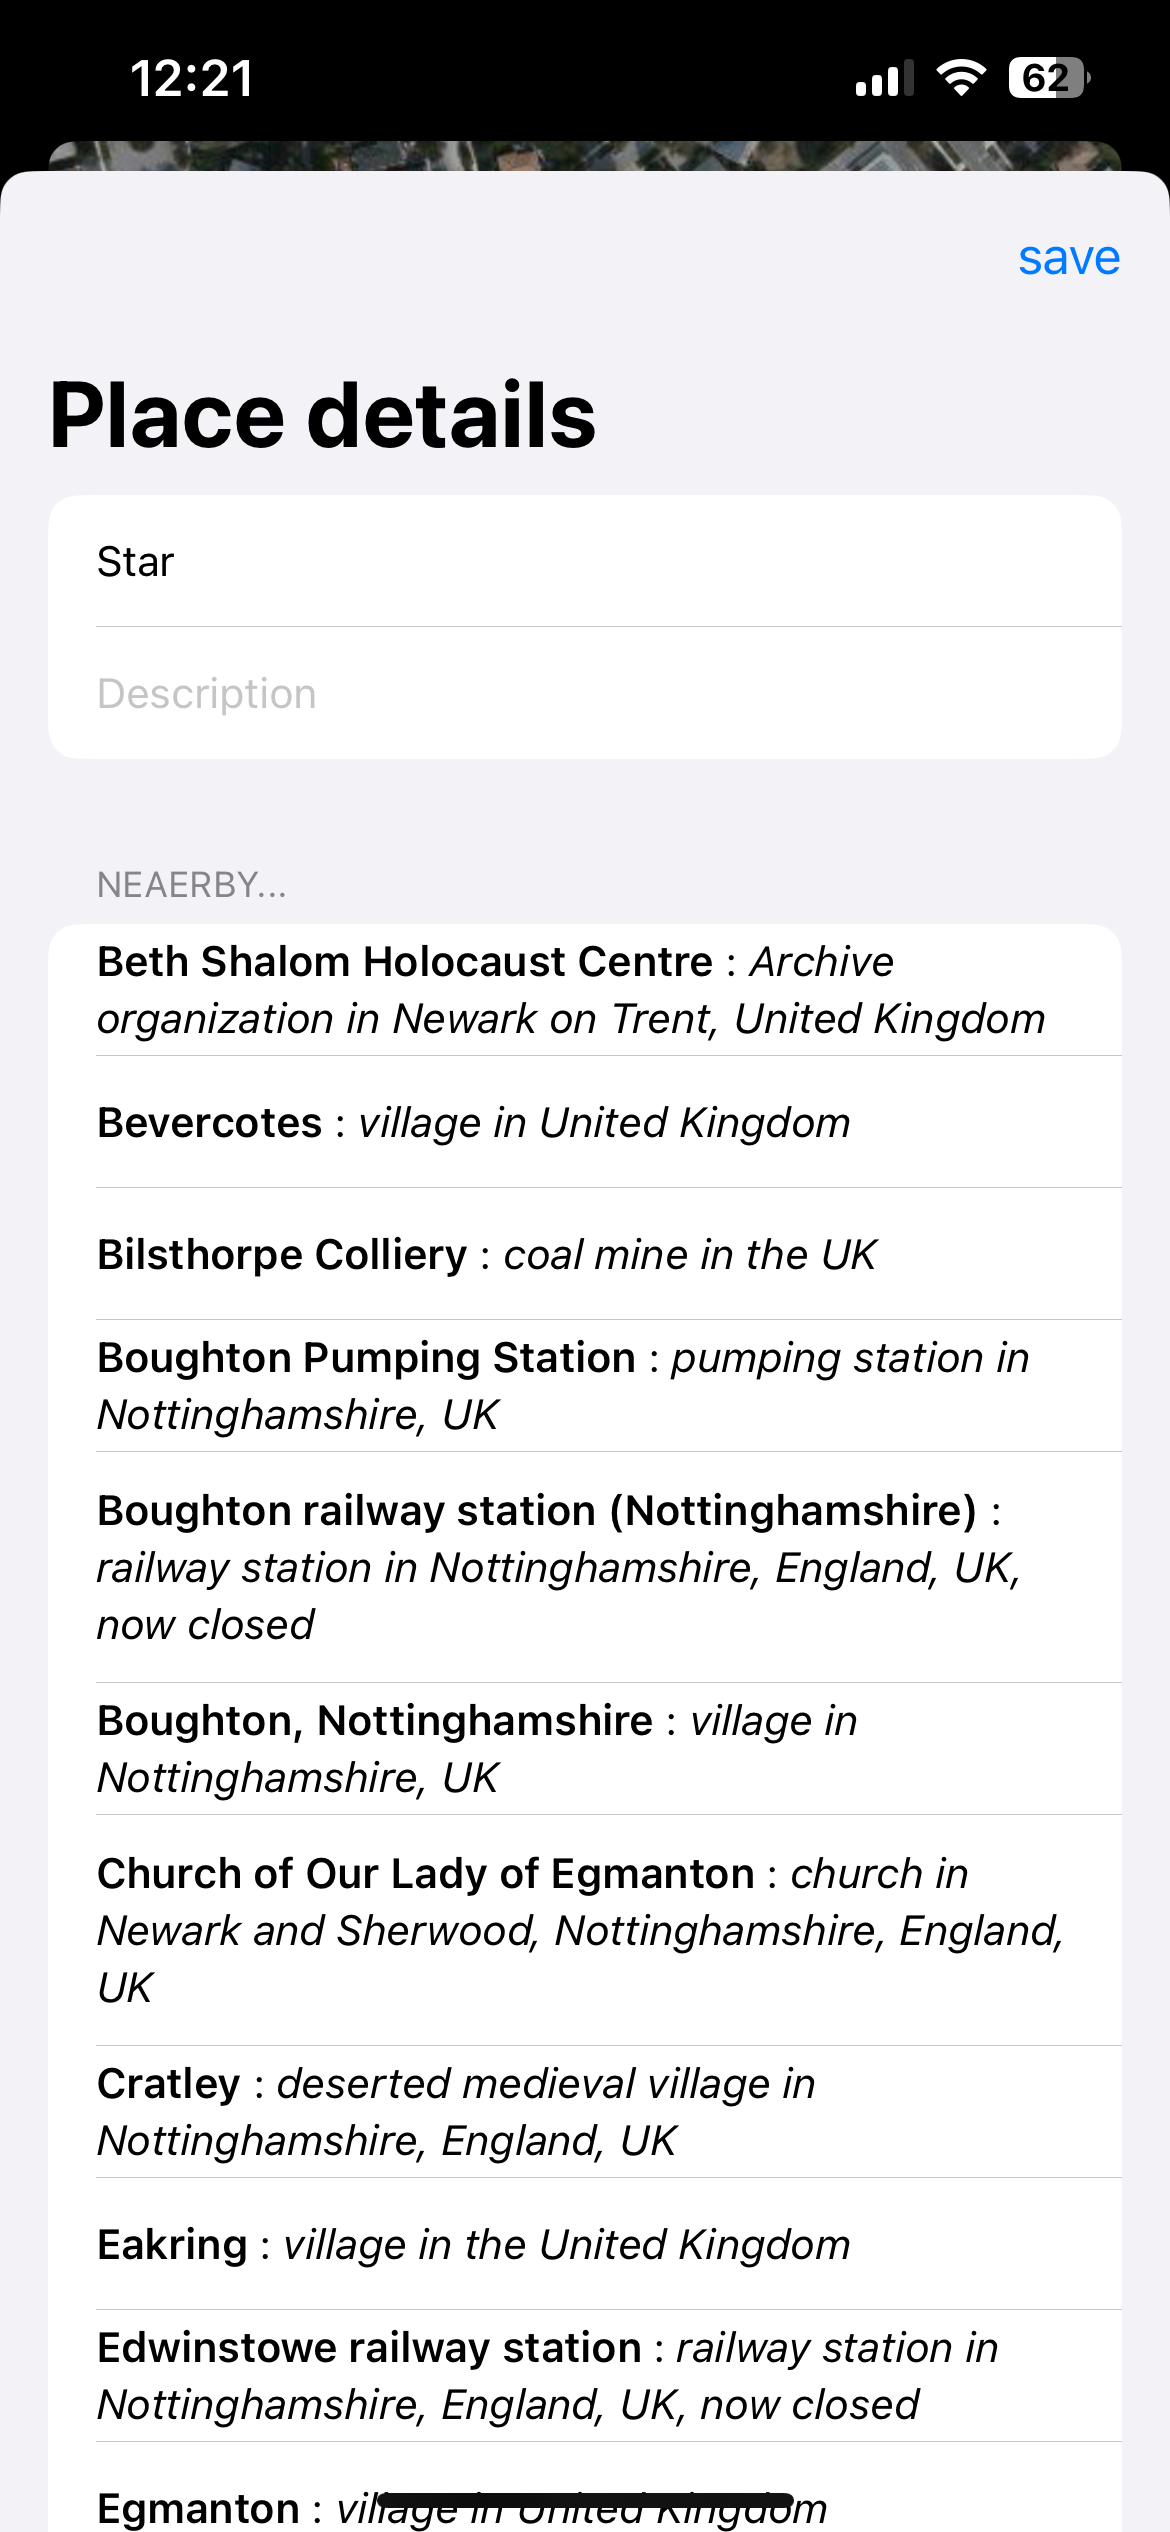 12:21
62
save
Place details
Star
Description
NEAERBY...
Beth Shalom Holocaust Centre : Archive
organization in Newark on Trent, United Kingdom
Bevercotes : village in United Kingdom
Bilsthorpe Colliery : coal mine in the UK
Boughton Pumping Station : pumping station in
Nottinghamshire, UK
Boughton railway station (Nottinghamshire) :
railway station in Nottinghamshire, England, UK,
now closed
Boughton, Nottinghamshire : village in
Nottinghamshire, UK
Church of Our Lady of Egmanton : church in
Newark and Sherwood, Nottinghamshire, England,
UK
Cratley : deserted medieval village in
Nottinghamshire, England, UK
Eakring : village in the United Kingdom
Edwinstowe railway station : railway station in
Nottinghamshire, England, UK, now closed
Egmanton : village in United Kingdom